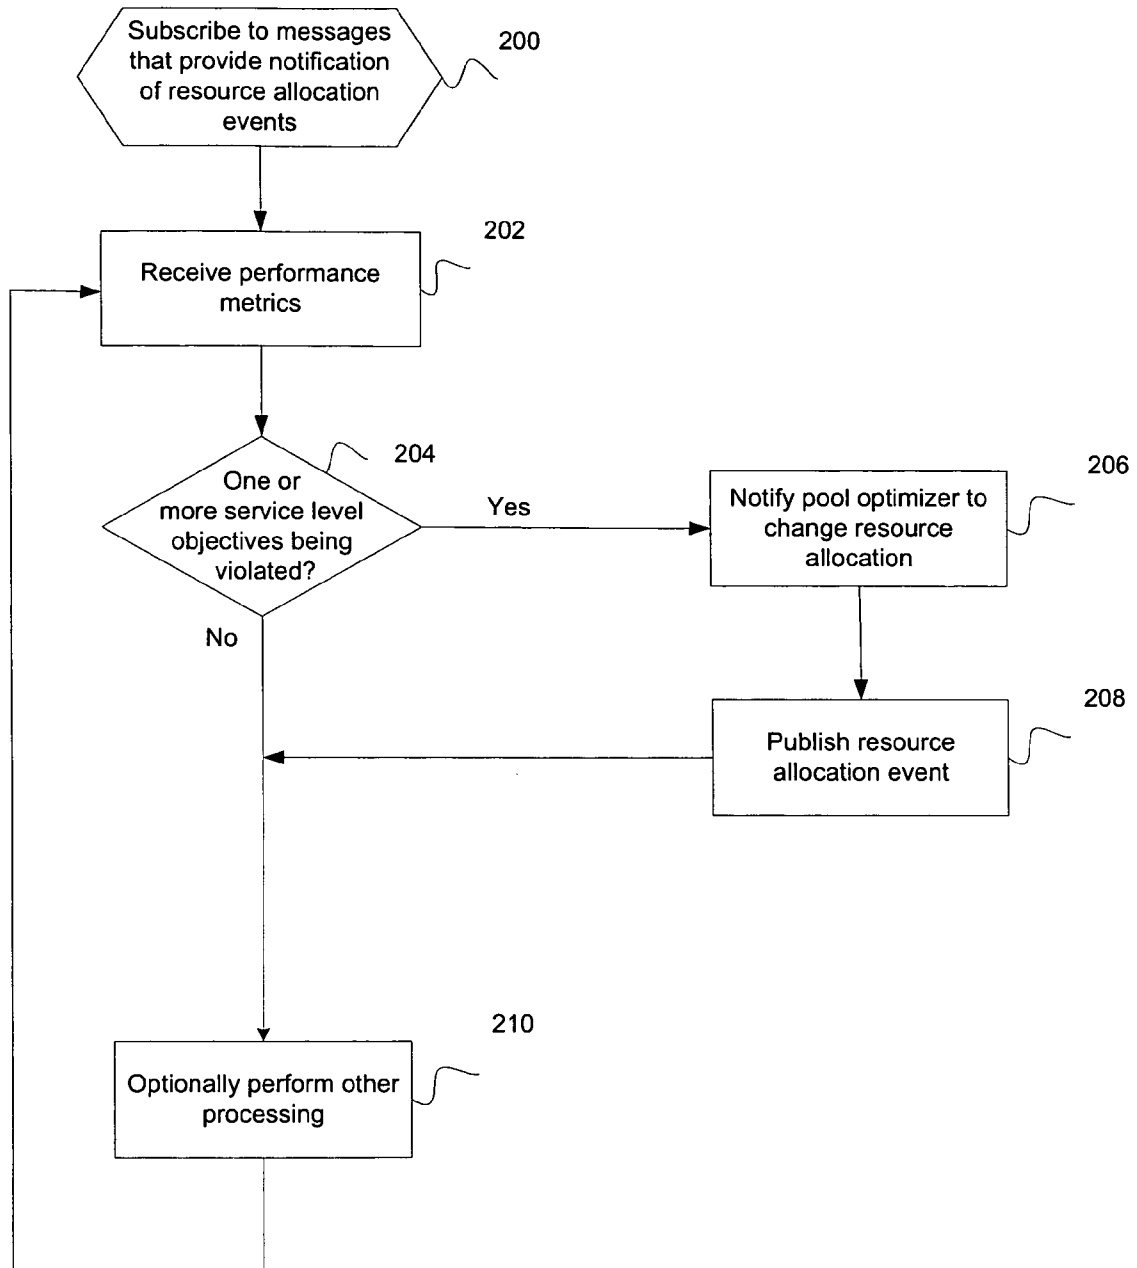 Subscribe to messages
that provide notification
of resource allocation
events
200
202
Receive performance
metrics
204
One or
more service level
objectives being
violated?
Yes
206
Notify pool optimizer to
change resource
allocation
No
208
Publish resource
allocation event
210
Optionally perform other
processing